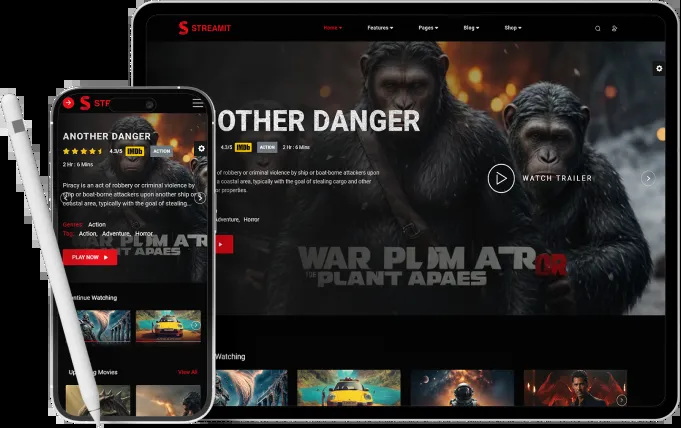 STREAMIT
Home
Features
Pages
Blog
Shop
OTHER DANGER
4.3/5 IMDb ACTION 2 Hr : 6 Mins
of robbery or criminal violence by ship or boat-borne attackers upon
a coastal area, typically with the goal of stealing cargo and other
or properties.
Adventure, Horror
WATCH TRAILER
WAR PLIM ATR
OR
FOR PLANT APAES
Watching
STR
ANOTHER DANGER
4.3/5 IMDb ACTION
2 Hr : 6 Mins
Piracy is an act of robbery or criminal violence by
ship or boat-borne attackers upon another ship or a
coastal area, typically with the goal of stealing...
Genres: Action
Tag: Action, Adventure, Horror
PLAY NOW
WAR PLIM ATR
PLANT APAES
ontinue Watching
Upcoming Movies
View All